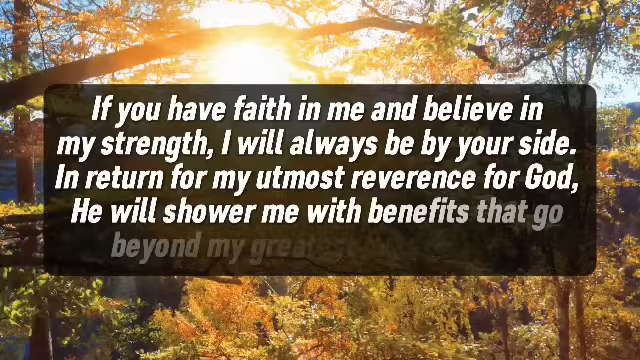 If you have faith in me and believe in
my strength, I will always be by your side.
In return for my utmost reverence for God,
He will shower me with benefits that go
beyond my greatest